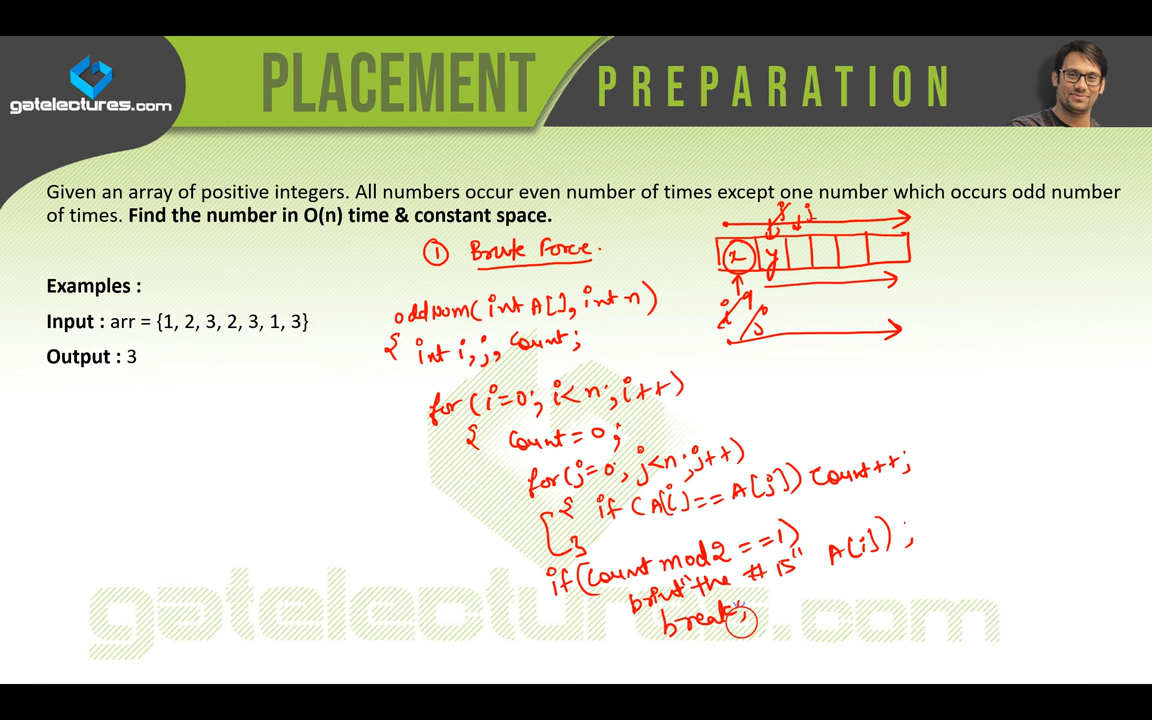 gatelectures.com
PLACEMENT PREPARATION
Given an array of positive integers. All numbers occur even number of times except one number which occurs odd number
of times. Find the number in O(n) time & constant space.
Examples :
Input : arr = {1, 2, 3, 2, 3, 1, 3}
Output : 3
① Brute Force.
oddnum(int A[], int n)
{ int i, j, count;
for (i=0; i<n; i++)
{ count = 0;
for(j=0; j<n; j++)
{ if (A[i] == A[j]) count++;
}
if (count mod 2 == 1)
print "the # is" A[i]);
break;
x y
j
i
gatelectures.com